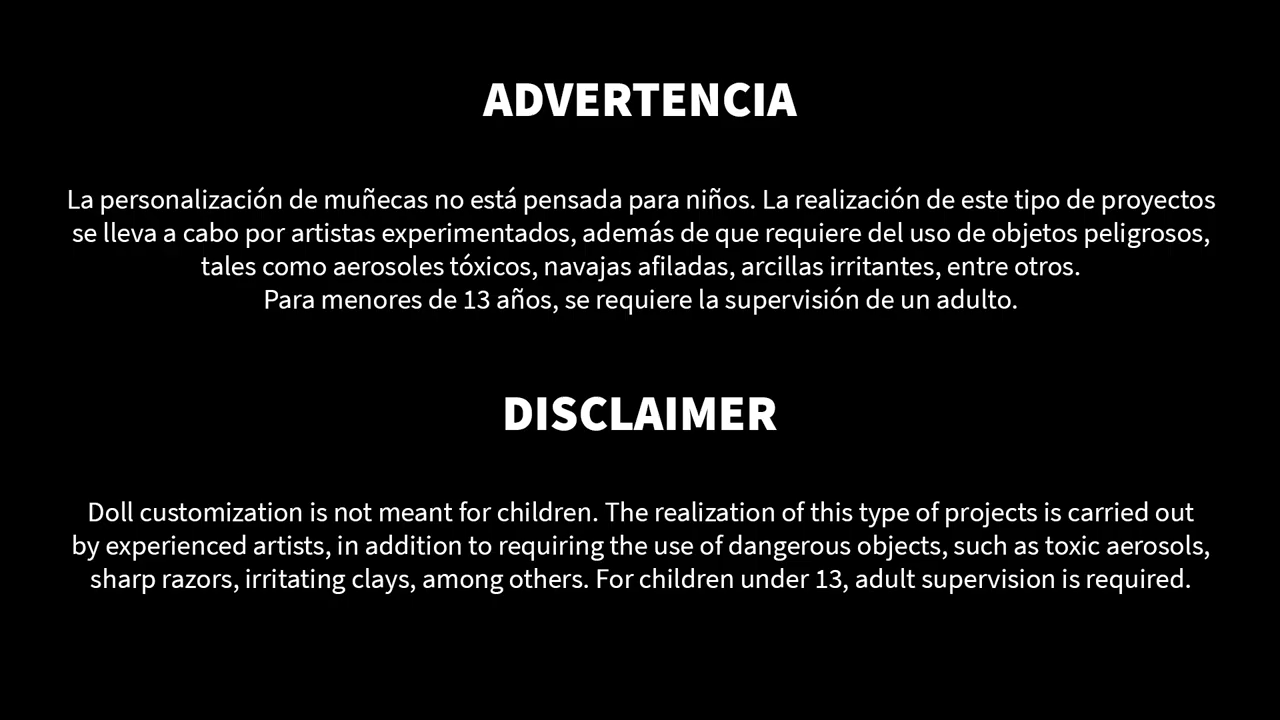 ADVERTENCIA
La personalización de muñecas no está pensada para niños. La realización de este tipo de proyectos
se lleva a cabo por artistas experimentados, además de que requiere del uso de objetos peligrosos,
tales como aerosoles tóxicos, navajas afiladas, arcillas irritantes, entre otros.
Para menores de 13 años, se requiere la supervisión de un adulto.
DISCLAIMER
Doll customization is not meant for children. The realization of this type of projects is carried out
by experienced artists, in addition to requiring the use of dangerous objects, such as toxic aerosols,
sharp razors, irritating clays, among others. For children under 13, adult supervision is required.